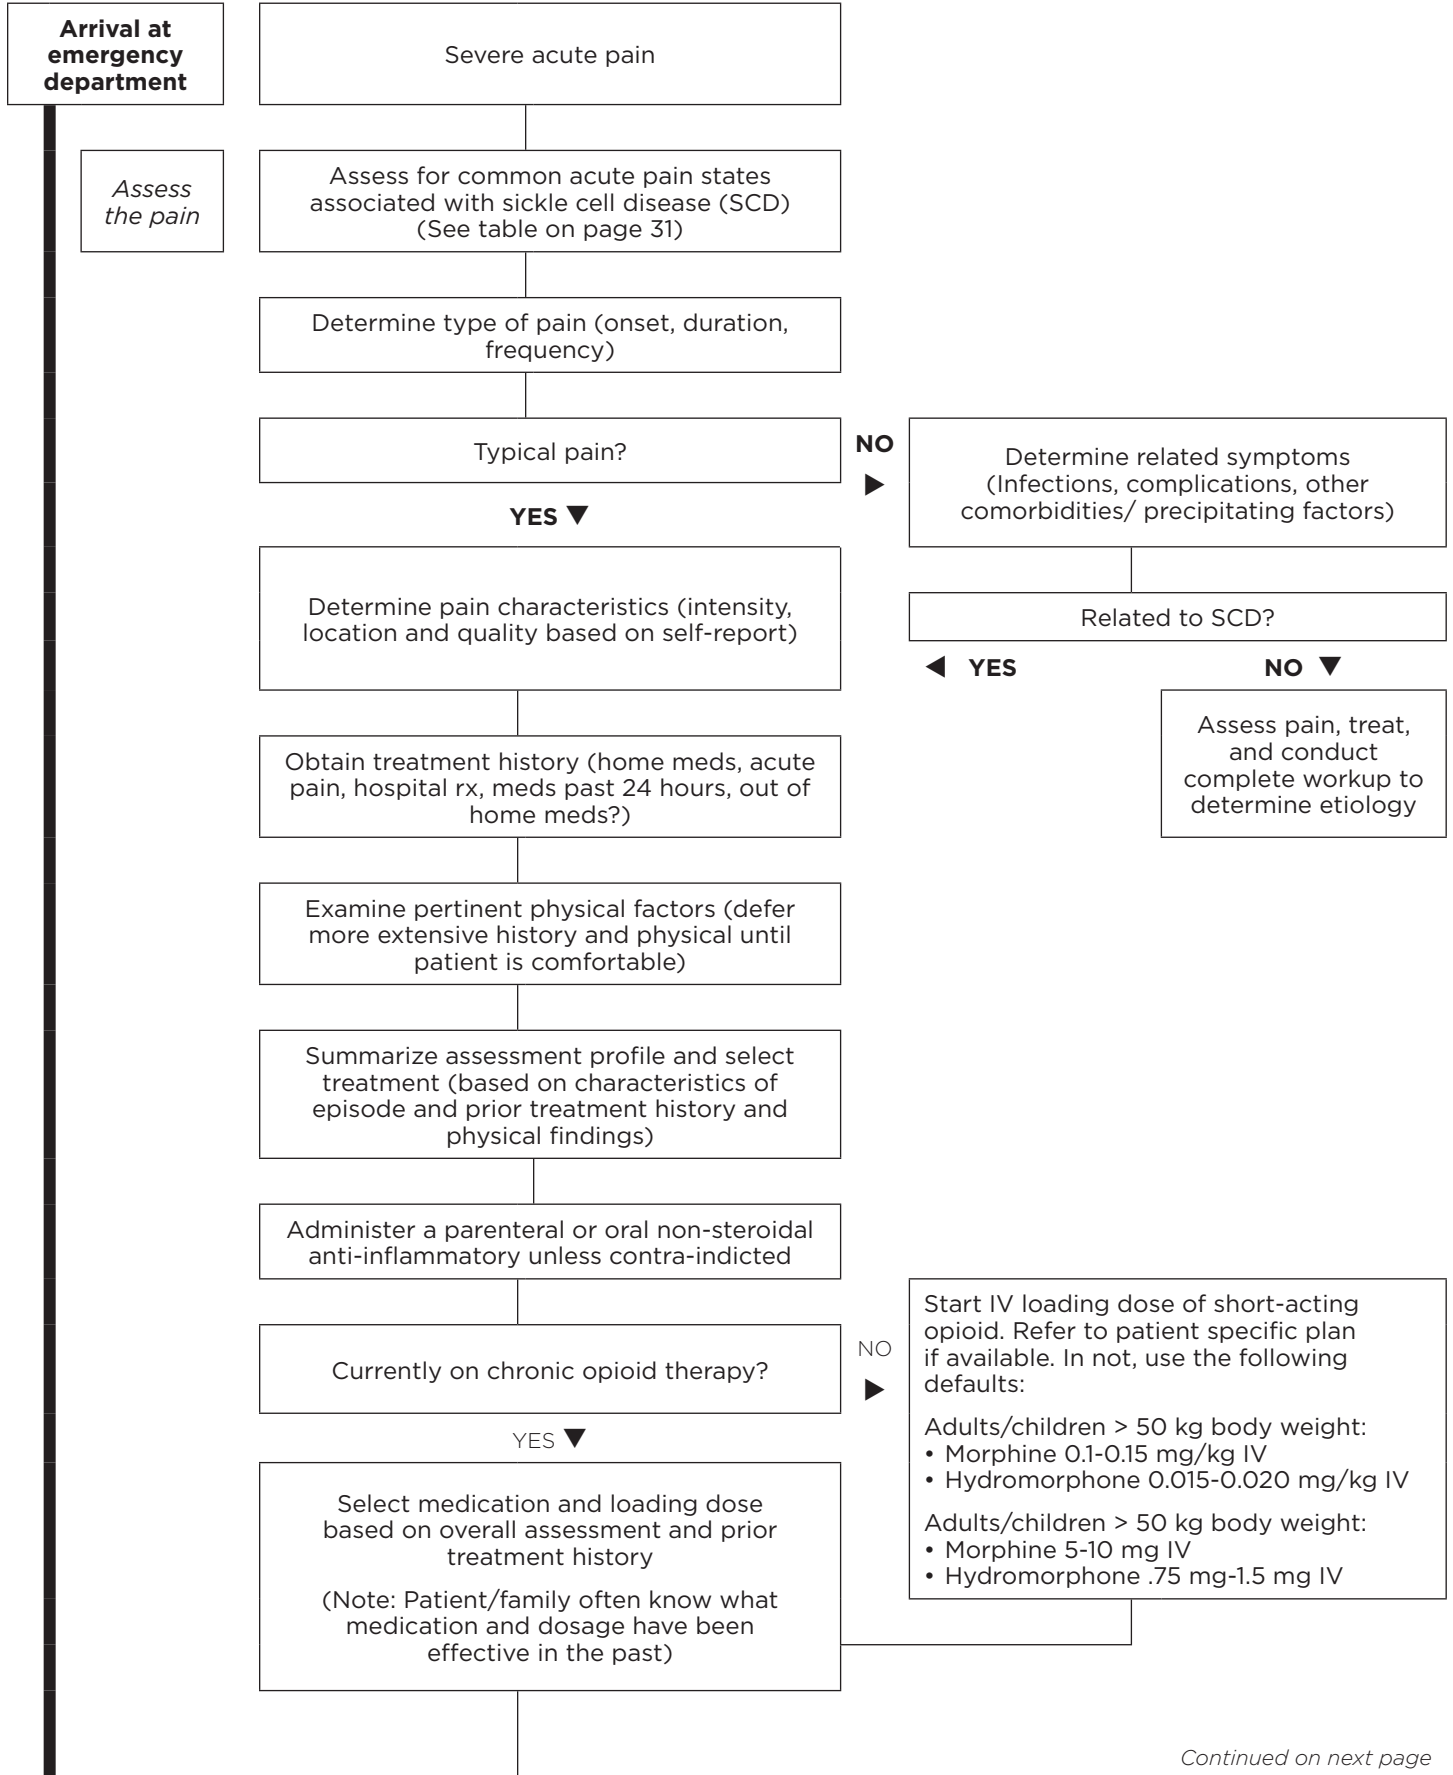 Arrival at
emergency
department
Severe acute pain
Assess
the pain
Assess for common acute pain states
associated with sickle cell disease (SCD)
(See table on page 31)
Determine type of pain (onset, duration,
frequency)
Typical pain?
NO
Determine related symptoms
(Infections, complications, other
comorbidities/ precipitating factors)
YES
Determine pain characteristics (intensity,
location and quality based on self-report)
Related to SCD?
YES
NO
Assess pain, treat,
and conduct
complete workup to
determine etiology
Obtain treatment history (home meds, acute
pain, hospital rx, meds past 24 hours, out of
home meds?)
Examine pertinent physical factors (defer
more extensive history and physical until
patient is comfortable)
Summarize assessment profile and select
treatment (based on characteristics of
episode and prior treatment history and
physical findings)
Administer a parenteral or oral non-steroidal
anti-inflammatory unless contra-indicted
Currently on chronic opioid therapy?
NO
Start IV loading dose of short-acting
opioid. Refer to patient specific plan
if available. In not, use the following
defaults:
Adults/children > 50 kg body weight:
• Morphine 0.1-0.15 mg/kg IV
• Hydromorphone 0.015-0.020 mg/kg IV
Adults/children > 50 kg body weight:
• Morphine 5-10 mg IV
• Hydromorphone .75 mg-1.5 mg IV
YES
Select medication and loading dose
based on overall assessment and prior
treatment history
(Note: Patient/family often know what
medication and dosage have been
effective in the past)
Continued on next page